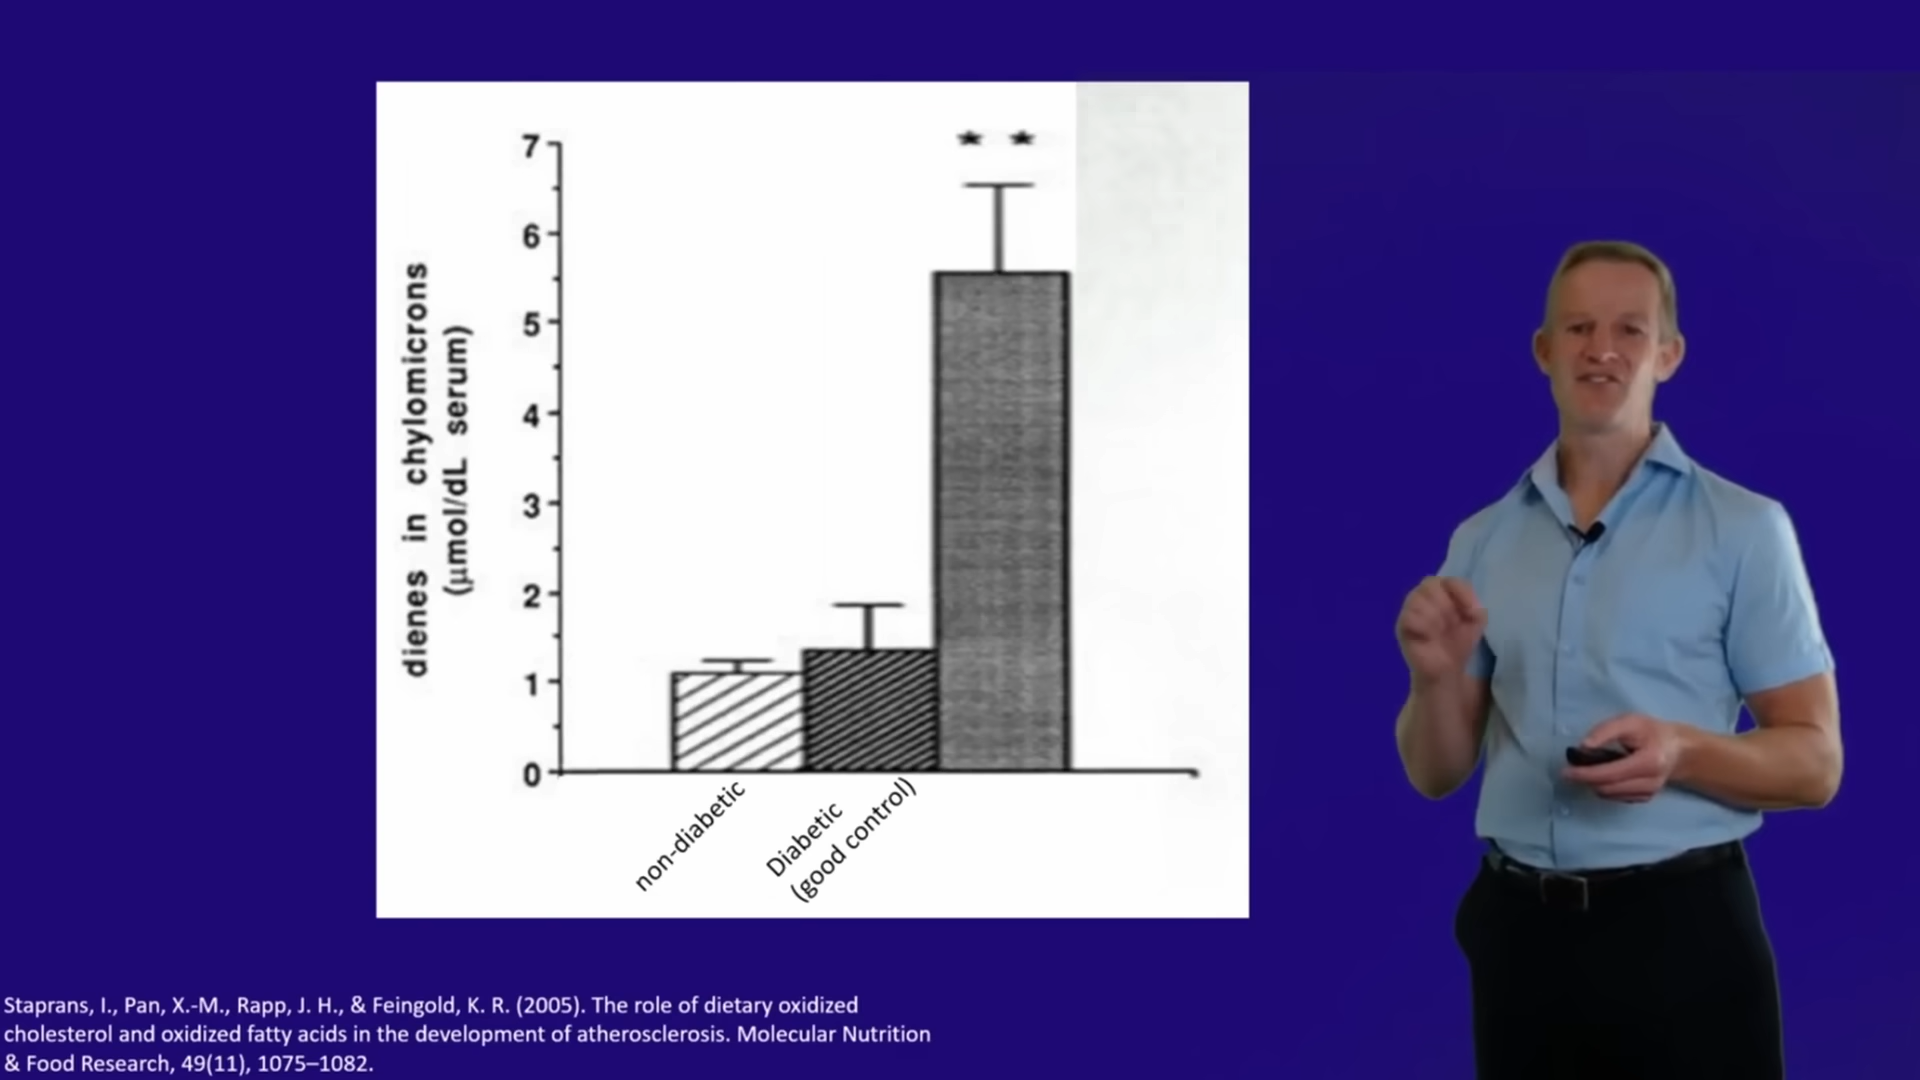 dienes in chylomicrons
(μmol/dL serum)
7
6
5
4
3
2
1
0
★ ★
non-diabetic
Diabetic
(good control)
Staprans, I., Pan, X.-M., Rapp, J. H., & Feingold, K. R. (2005). The role of dietary oxidized
cholesterol and oxidized fatty acids in the development of atherosclerosis. Molecular Nutrition
& Food Research, 49(11), 1075–1082.